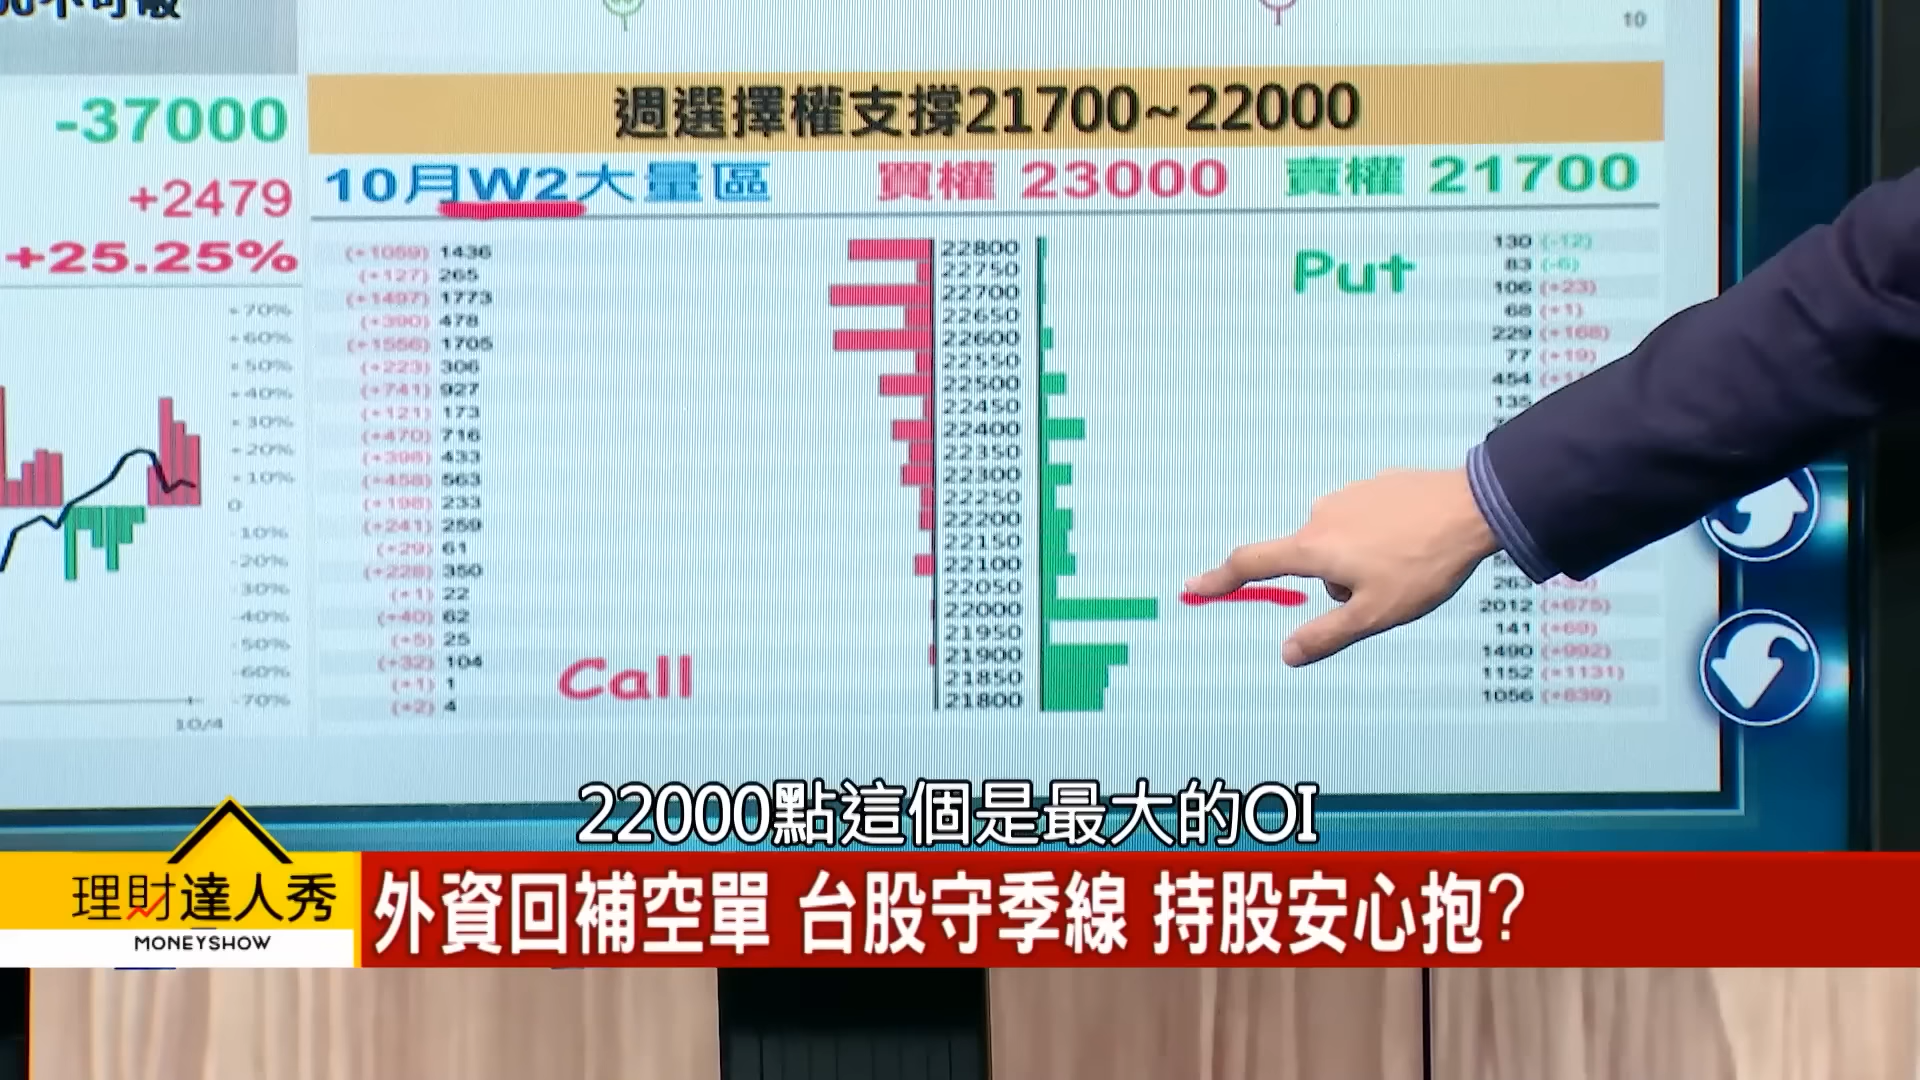 10
-37000
+2479
+25.25%
週選擇權支撐21700~22000
10月W2大量區 買權 23000 賣權 21700
Call
Put
(+1059) 1436 22800 130 (-12)
(+127) 265 22750 83 (-6)
(+1497) 1773 22700 106 (+23)
(+390) 478 22650 68 (+1)
(+1556) 1705 22600 229 (+168)
(+223) 306 22550 77 (+19)
(+741) 927 22500 454
(+121) 173 22450 135
(+470) 716 22400
(+398) 433 22350
(+458) 563 22300
(+198) 233 22250
(+241) 259 22200
(+29) 61 22150
(+228) 350 22100
(+1) 22 22050 263
(+40) 62 22000 2012 (+675)
(+5) 25 21950 141 (+69)
(+32) 104 21900 1490 (+992)
(+1) 1 21850 1152 (+1131)
(+2) 4 21800 1056 (+639)
+70%
+60%
+50%
+40%
+30%
+20%
+10%
0
-10%
-20%
-30%
-40%
-50%
-60%
-70%
10/4
22000點這個是最大的OI
理財達人秀
MONEYSHOW
外資回補空單 台股守季線 持股安心抱?